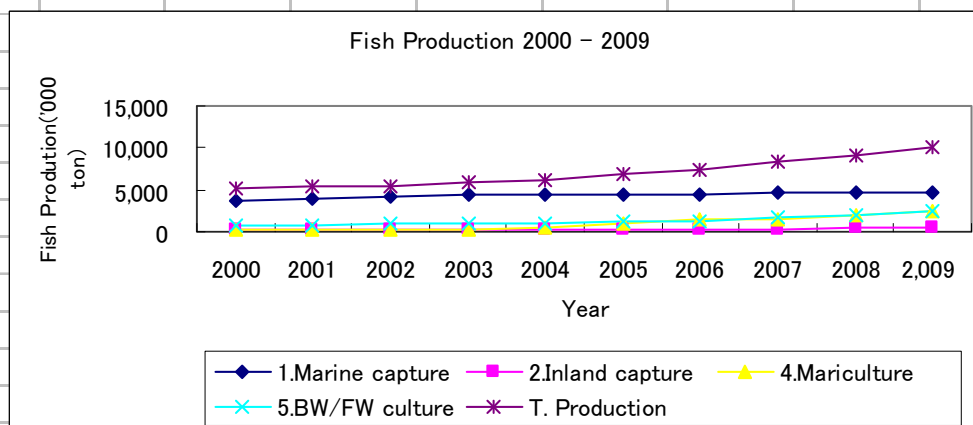 Fish Production 2000 - 2009
Fish Prodution('000
ton)
15,000
10,000
5,000
0
2000 2001 2002 2003 2004 2005 2006 2007 2008 2,009
Year
1.Marine capture 2.Inland capture 4.Mariculture
5.BW/FW culture T. Production